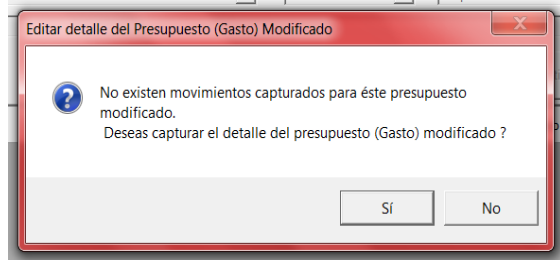 Editar detalle del Presupuesto (Gasto) Modificado
No existen movimientos capturados para éste presupuesto
modificado.
Deseas capturar el detalle del presupuesto (Gasto) modificado ?
Sí
No